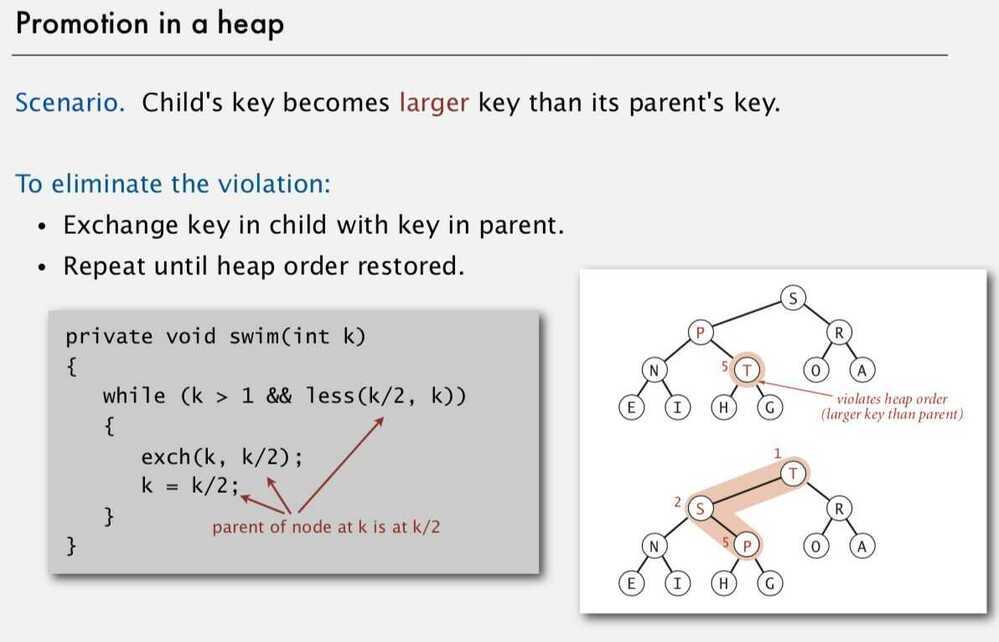 Promotion in a heap
Scenario. Child's key becomes larger key than its parent's key.
To eliminate the violation:
• Exchange key in child with key in parent.
• Repeat until heap order restored.
private void swim(int k)
{
while (k > 1 && less(k/2, k))
{
exch(k, k/2);
k = k/2;
}
}
parent of node at k is at k/2
S
P R
N 5 T O A
E I H G
violates heap order
(larger key than parent)
1 T
2 S R
N 5 P O A
E I H G